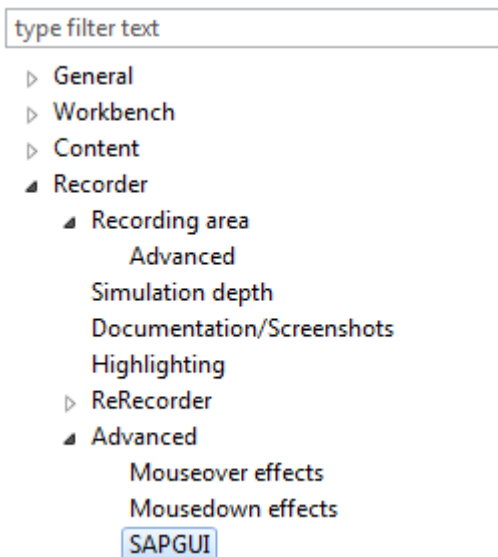 type filter text
General
Workbench
Content
Recorder
Recording area
Advanced
Simulation depth
Documentation/Screenshots
Highlighting
ReRecorder
Advanced
Mouseover effects
Mousedown effects
SAPGUI